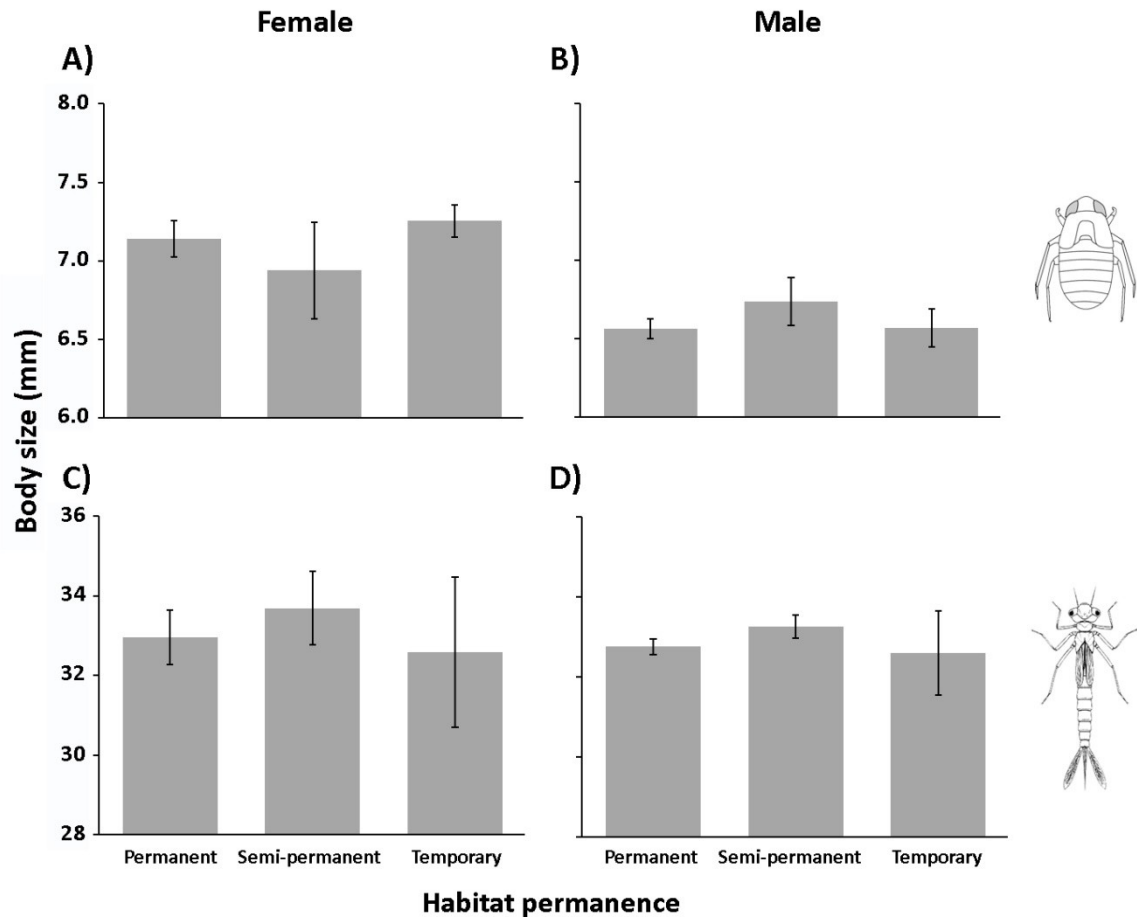 Female Male
A) B)
8.0
7.5
7.0
6.5
6.0
Body size (mm)
C) D)
36
34
32
30
28
Permanent Semi-permanent Temporary Permanent Semi-permanent Temporary
Habitat permanence